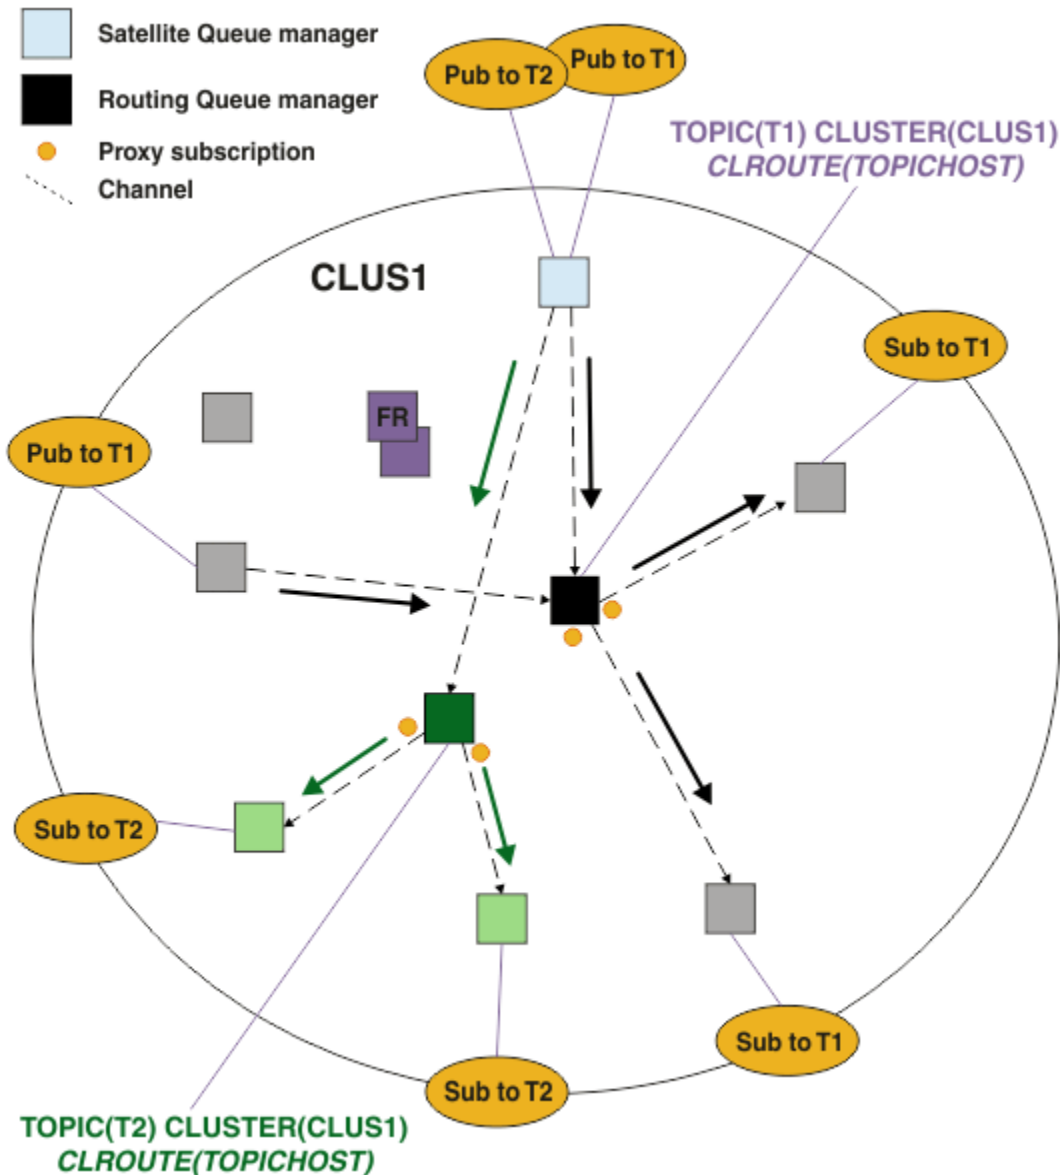 Satellite Queue manager
Routing Queue manager
Proxy subscription
Channel
Pub to T2
Pub to T1
TOPIC(T1) CLUSTER(CLUS1)
CLROUTE(TOPICHOST)
CLUS1
Sub to T1
FR
Pub to T1
Sub to T2
Sub to T1
Sub to T2
TOPIC(T2) CLUSTER(CLUS1)
CLROUTE(TOPICHOST)